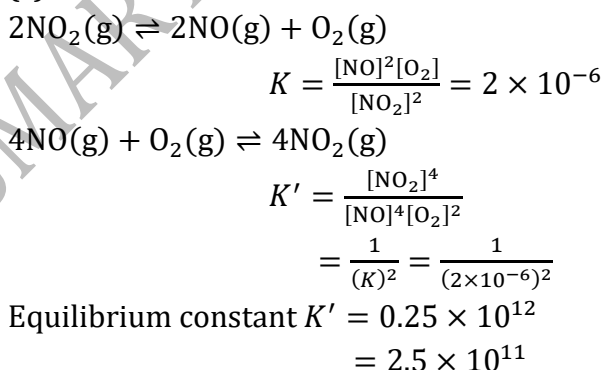 2NO₂(g) ⇌ 2NO(g) + O₂(g)
K = [NO]²[O₂] / [NO₂]² = 2 × 10⁻⁶
4NO(g) + O₂(g) ⇌ 4NO₂(g)
K′ = [NO₂]⁴ / [NO]⁴[O₂]²
= 1 / (K)² = 1 / (2×10⁻⁶)²
Equilibrium constant K′ = 0.25 × 10¹²
= 2.5 × 10¹¹